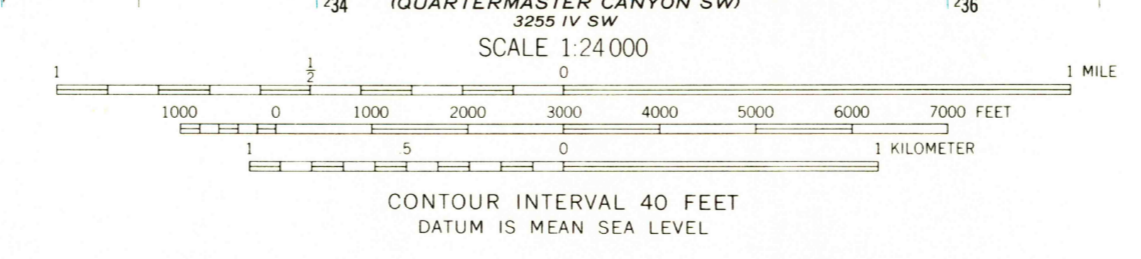 ²34 (QUARTERMASTER CANYON SW) ²36
3255 IV SW
SCALE 1:24 000
1 ½ 0 1 MILE
1000 0 1000 2000 3000 4000 5000 6000 7000 FEET
1 .5 0 1 KILOMETER
CONTOUR INTERVAL 40 FEET
DATUM IS MEAN SEA LEVEL